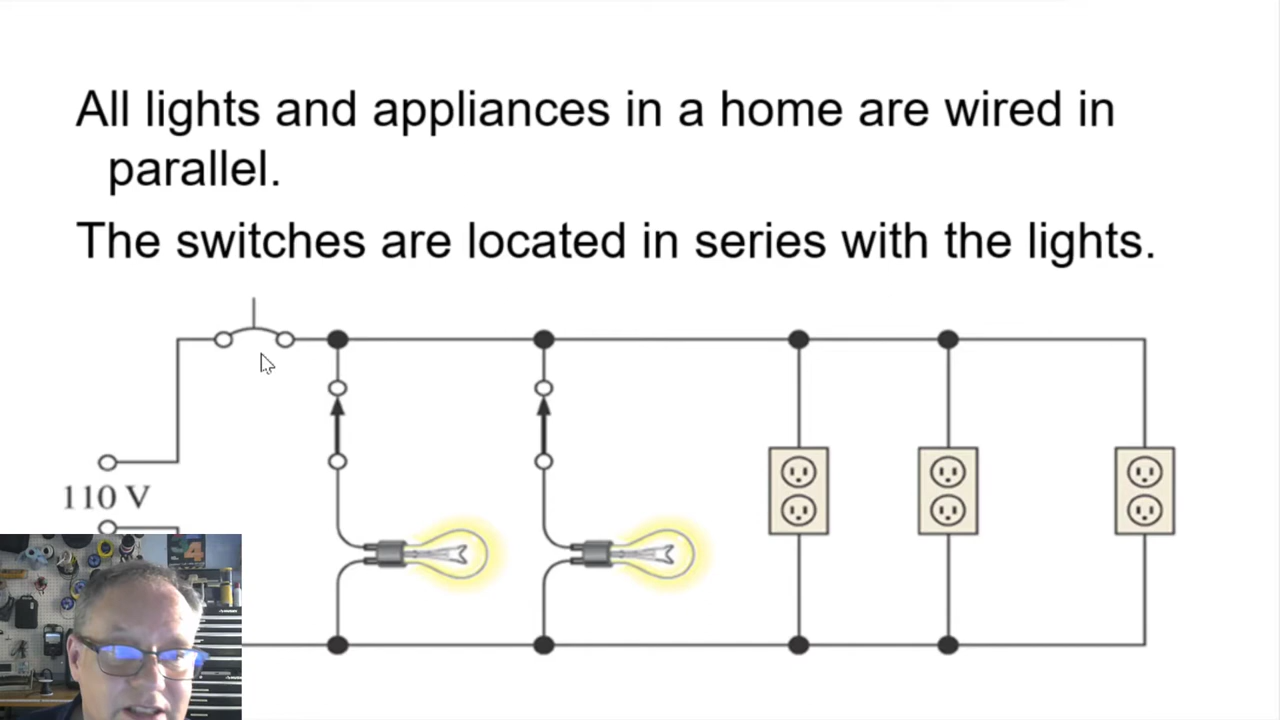 All lights and appliances in a home are wired in
parallel.
The switches are located in series with the lights.
110 V
4